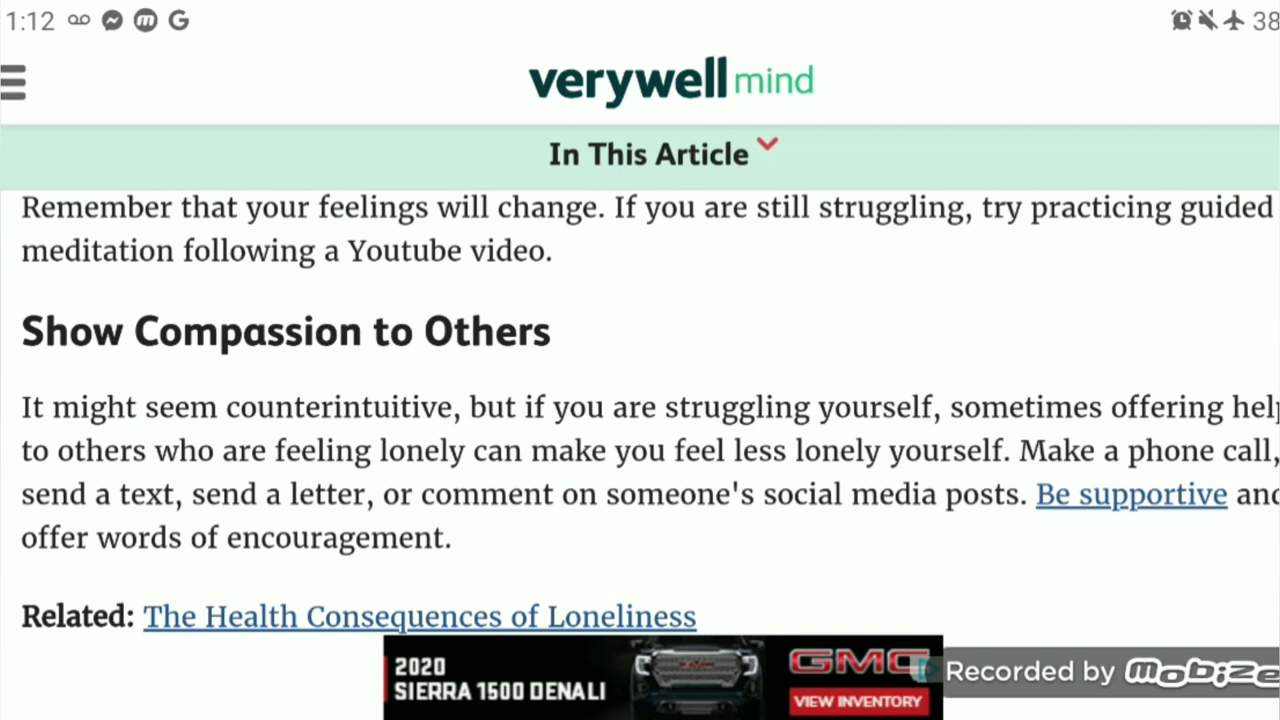 1:12 38
verywell mind
In This Article
Remember that your feelings will change. If you are still struggling, try practicing guided
meditation following a Youtube video.
Show Compassion to Others
It might seem counterintuitive, but if you are struggling yourself, sometimes offering help
to others who are feeling lonely can make you feel less lonely yourself. Make a phone call,
send a text, send a letter, or comment on someone's social media posts. Be supportive and
offer words of encouragement.
Related: The Health Consequences of Loneliness
2020
SIERRA 1500 DENALI
GMC
VIEW INVENTORY
Recorded by Mobize